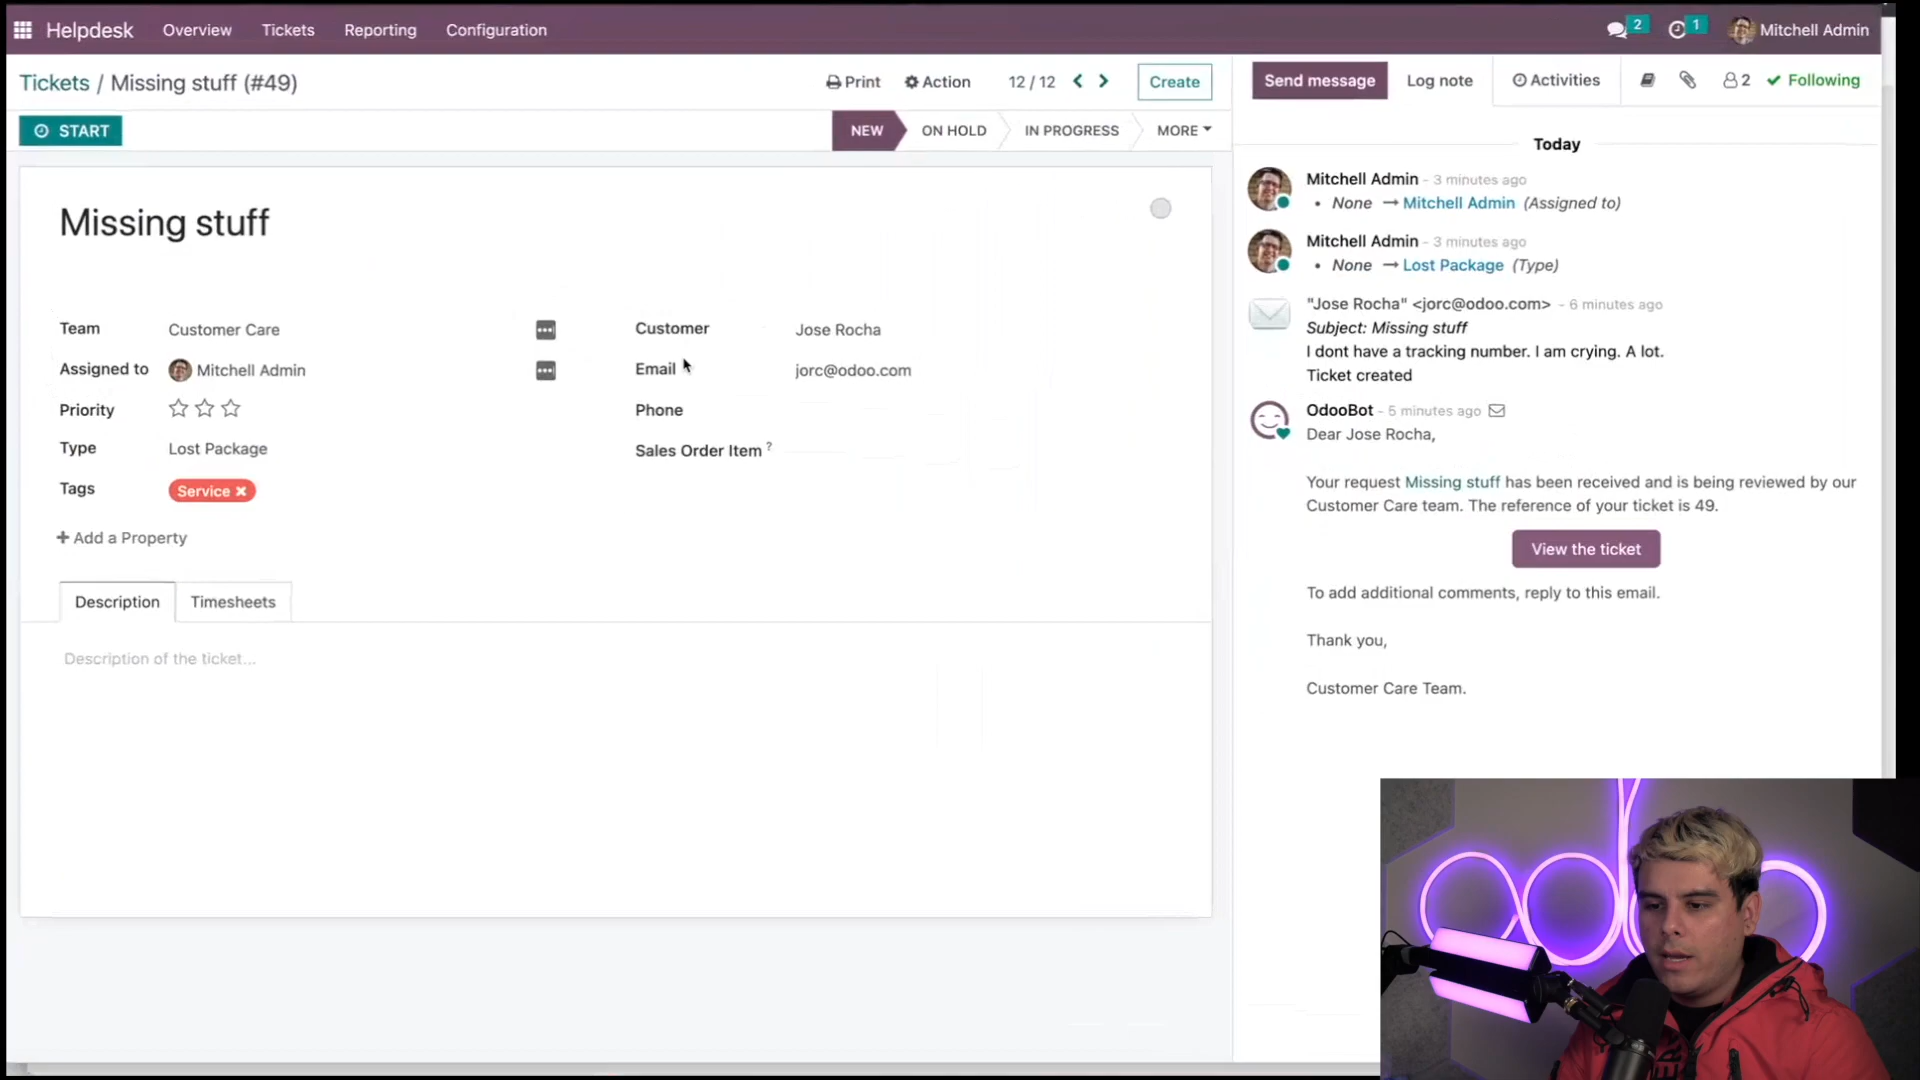 Helpdesk Overview Tickets Reporting Configuration 2 1 Mitchell Admin
Tickets / Missing stuff (#49) Print Action 12 / 12 Create
START NEW ON HOLD IN PROGRESS MORE
Missing stuff
Team Customer Care Customer Jose Rocha
Assigned to Mitchell Admin Email jorc@odoo.com
Priority Phone
Type Lost Package Sales Order Item ?
Tags Service ×
+ Add a Property
Description Timesheets
Description of the ticket...
Send message Log note Activities 2 Following
Today
Mitchell Admin - 3 minutes ago
• None → Mitchell Admin (Assigned to)
Mitchell Admin - 3 minutes ago
• None → Lost Package (Type)
"Jose Rocha" <jorc@odoo.com> - 6 minutes ago
Subject: Missing stuff
I dont have a tracking number. I am crying. A lot.
Ticket created
OdooBot - 5 minutes ago
Dear Jose Rocha,
Your request Missing stuff has been received and is being reviewed by our
Customer Care team. The reference of your ticket is 49.
View the ticket
To add additional comments, reply to this email.
Thank you,
Customer Care Team.
odoo